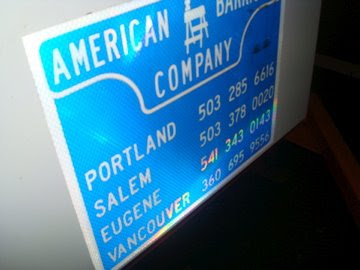 AMERICAN
COMPANY
PORTLAND 503 285 6616
SALEM 503 378 0020
EUGENE 541 343 0143
VANCOUVER 360 695 9556